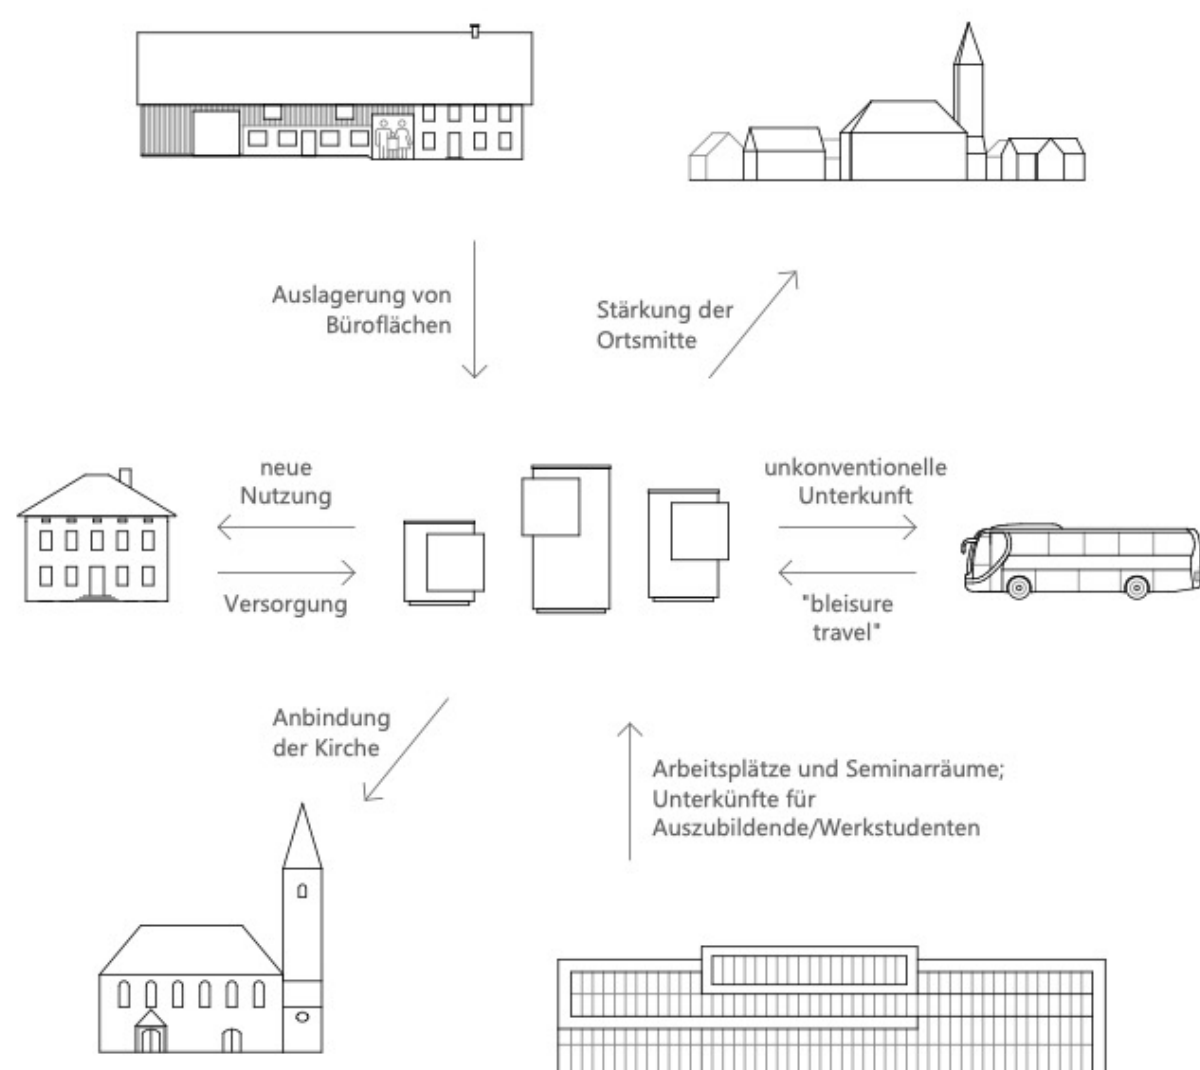 Auslagerung von
Büroflächen
Stärkung der
Ortsmitte
neue
Nutzung
Versorgung
unkonventionelle
Unterkunft
"bleisure
travel"
Anbindung
der Kirche
Arbeitsplätze und Seminarräume;
Unterkünfte für
Auszubildende/Werkstudenten